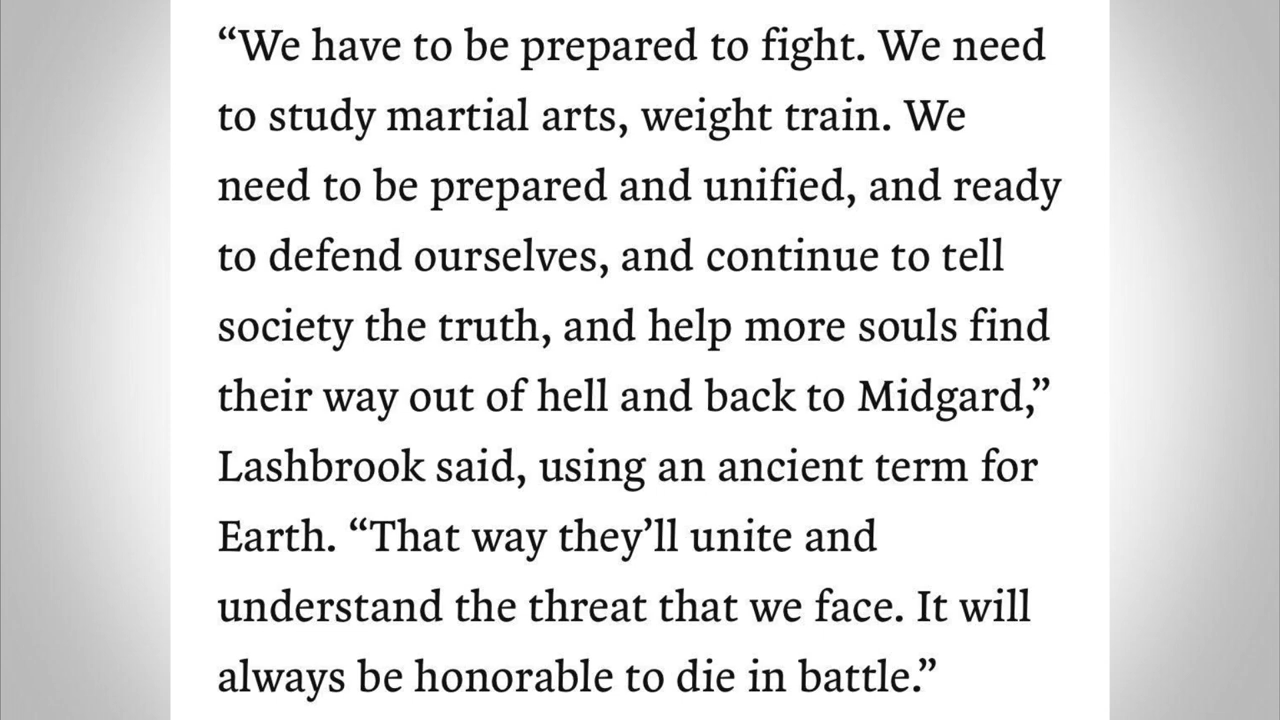 “We have to be prepared to fight. We need
to study martial arts, weight train. We
need to be prepared and unified, and ready
to defend ourselves, and continue to tell
society the truth, and help more souls find
their way out of hell and back to Midgard,”
Lashbrook said, using an ancient term for
Earth. “That way they’ll unite and
understand the threat that we face. It will
always be honorable to die in battle.”